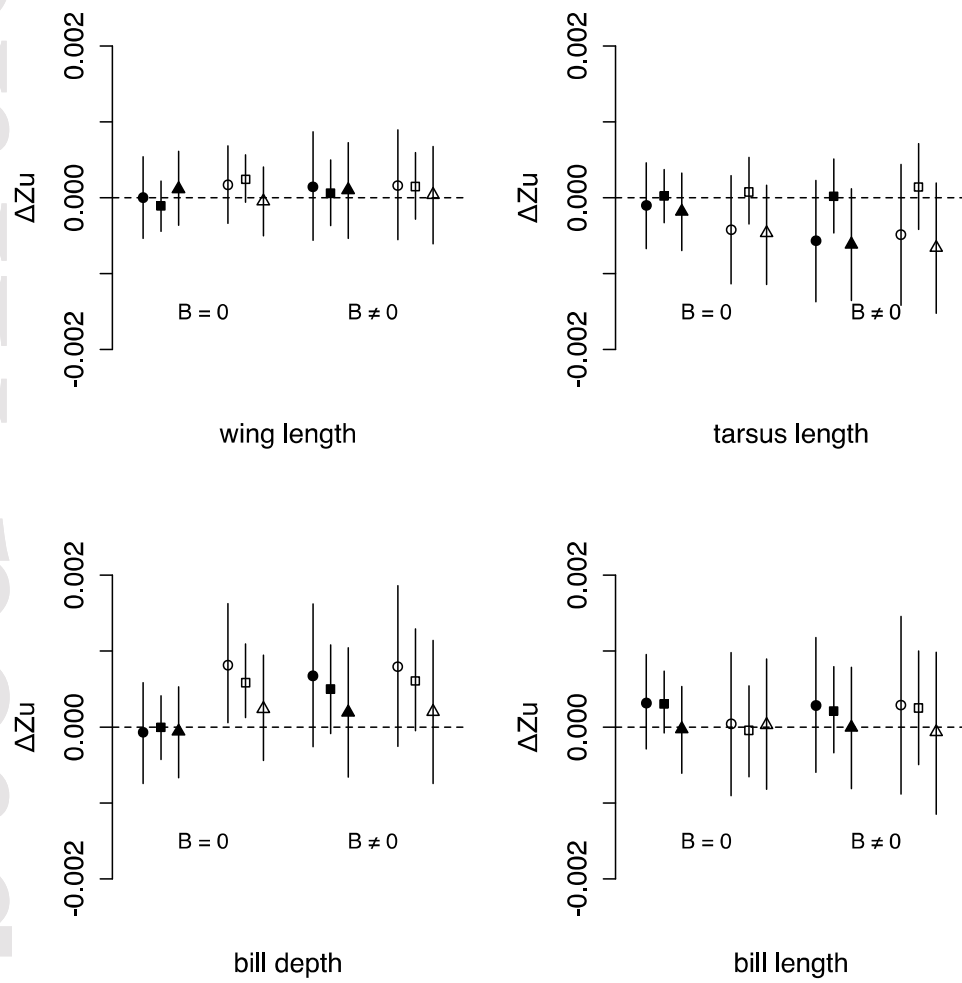 0.002
0.000
-0.002
ΔZu
B = 0
B ≠ 0
wing length
0.002
0.000
-0.002
ΔZu
B = 0
B ≠ 0
tarsus length
0.002
0.000
-0.002
ΔZu
B = 0
B ≠ 0
bill depth
0.002
0.000
-0.002
ΔZu
B = 0
B ≠ 0
bill length